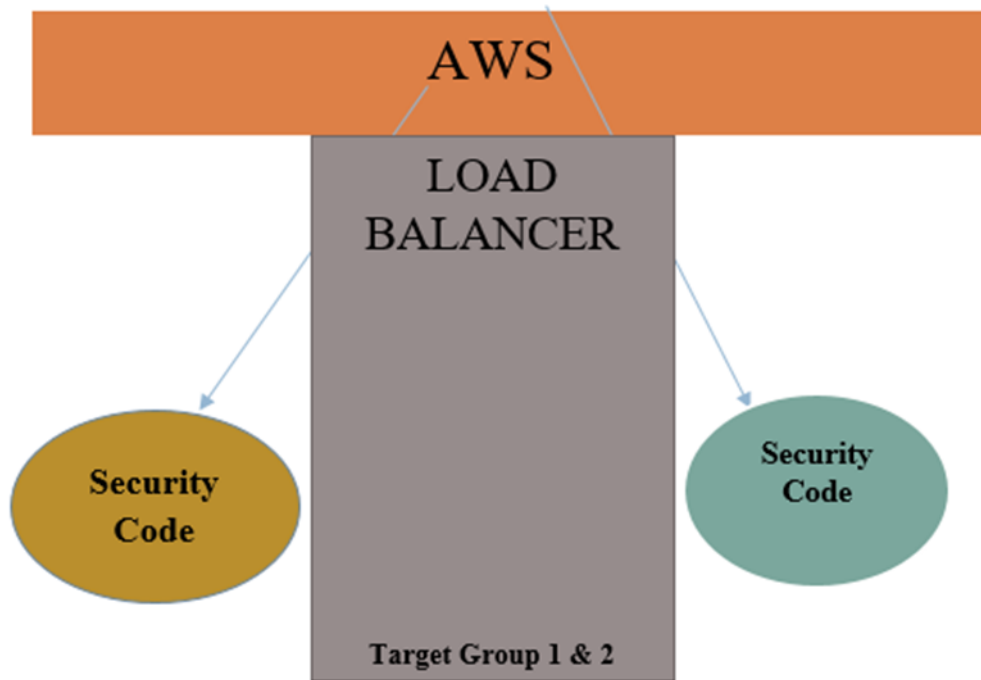 AWS
LOAD
BALANCER
Security
Code
Security
Code
Target Group 1 & 2